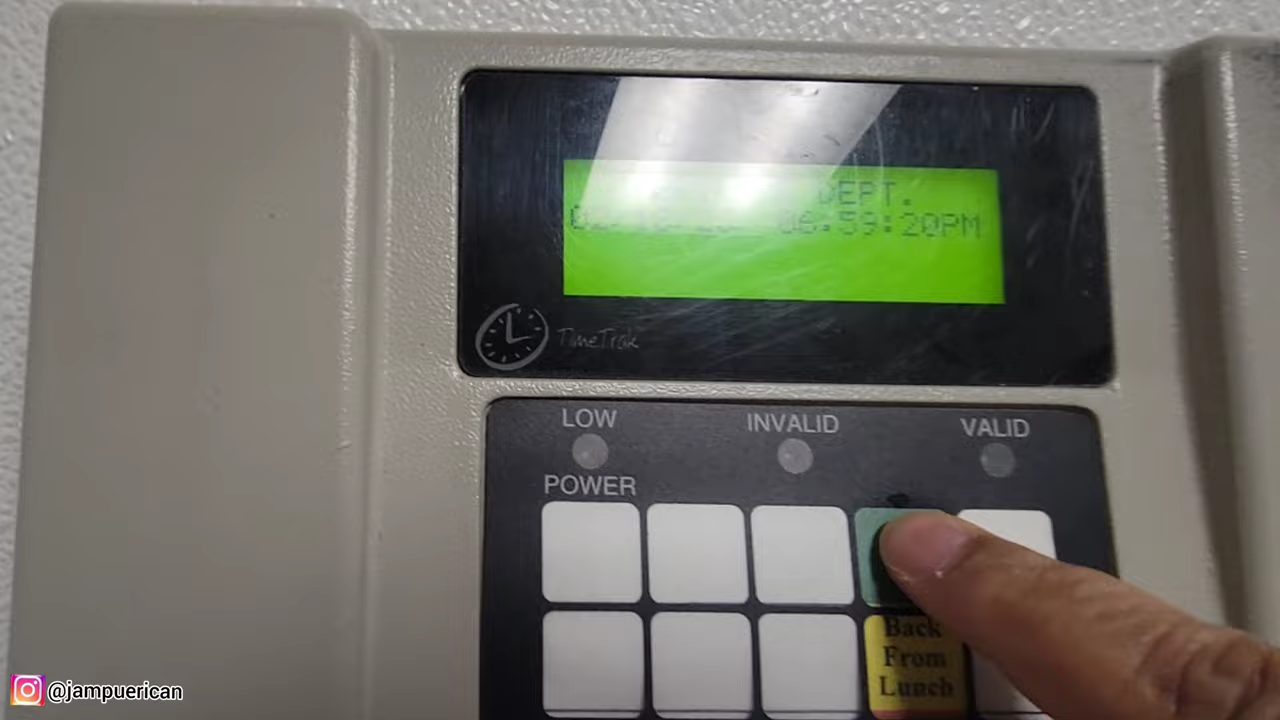 DEPT.
06:59:20PM
TimeTrak
LOW INVALID VALID
POWER
Back
From
Lunch
@jampuerican